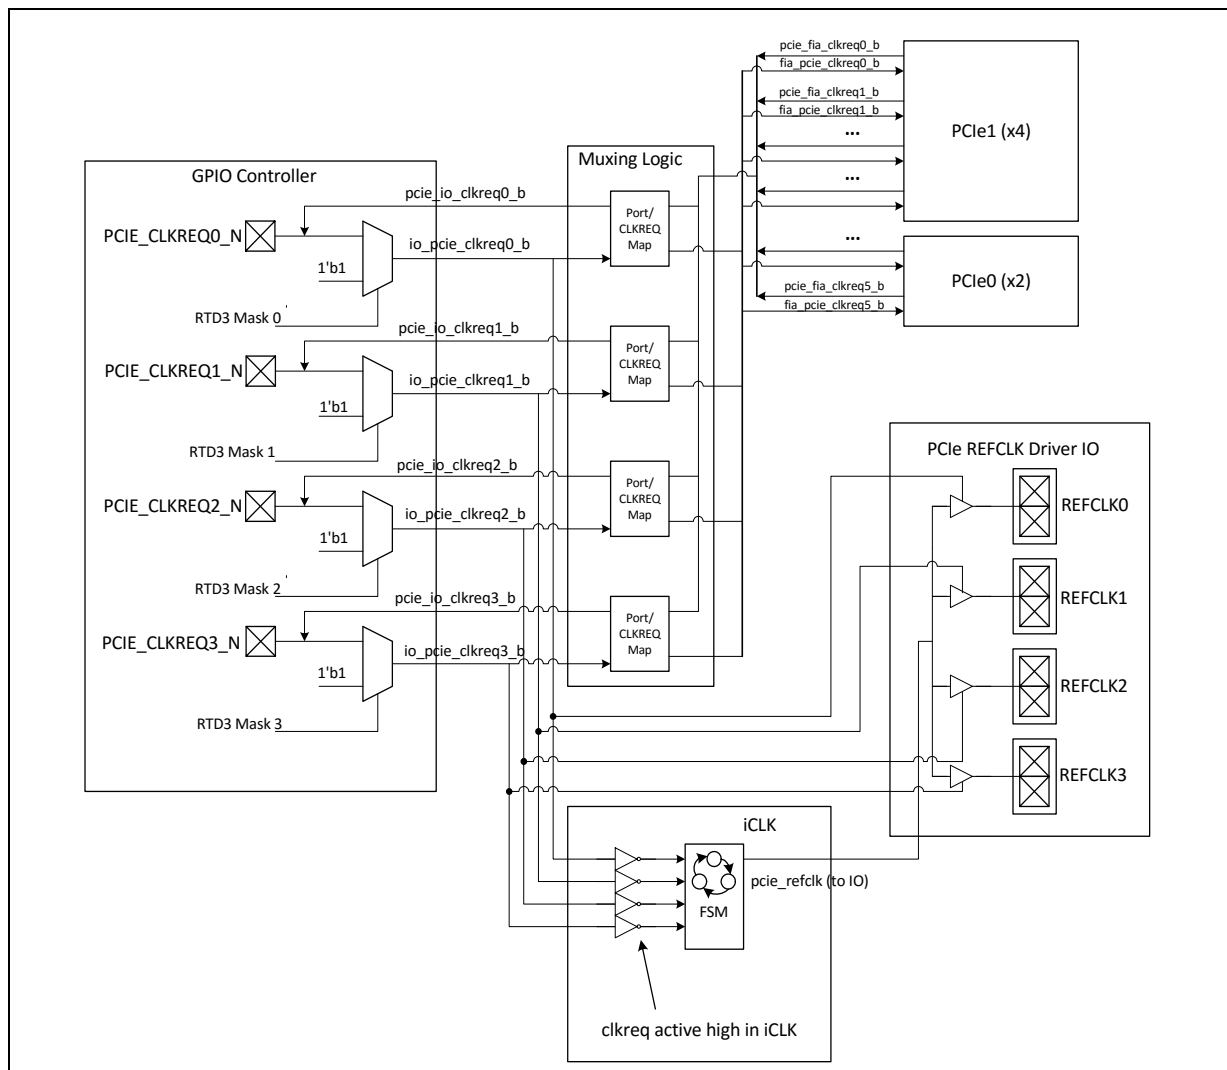 pcie_fia_clkreq0_b
fia_pcie_clkreq0_b
pcie_fia_clkreq1_b
fia_pcie_clkreq1_b
...
...
PCIe1 (x4)
...
pcie_fia_clkreq5_b
fia_pcie_clkreq5_b
PCIe0 (x2)
GPIO Controller
Muxing Logic
pcie_io_clkreq0_b
PCIE_CLKREQ0_N
io_pcie_clkreq0_b
1'b1
RTD3 Mask 0 '
Port/
CLKREQ
Map
pcie_io_clkreq1_b
PCIE_CLKREQ1_N
io_pcie_clkreq1_b
1'b1
RTD3 Mask 1
Port/
CLKREQ
Map
pcie_io_clkreq2_b
PCIE_CLKREQ2_N
io_pcie_clkreq2_b
1'b1
RTD3 Mask 2 '
Port/
CLKREQ
Map
pcie_io_clkreq3_b
PCIE_CLKREQ3_N
io_pcie_clkreq3_b
1'b1
RTD3 Mask 3
Port/
CLKREQ
Map
PCIe REFCLK Driver IO
REFCLK0
REFCLK1
REFCLK2
REFCLK3
iCLK
FSM
pcie_refclk (to IO)
clkreq active high in iCLK